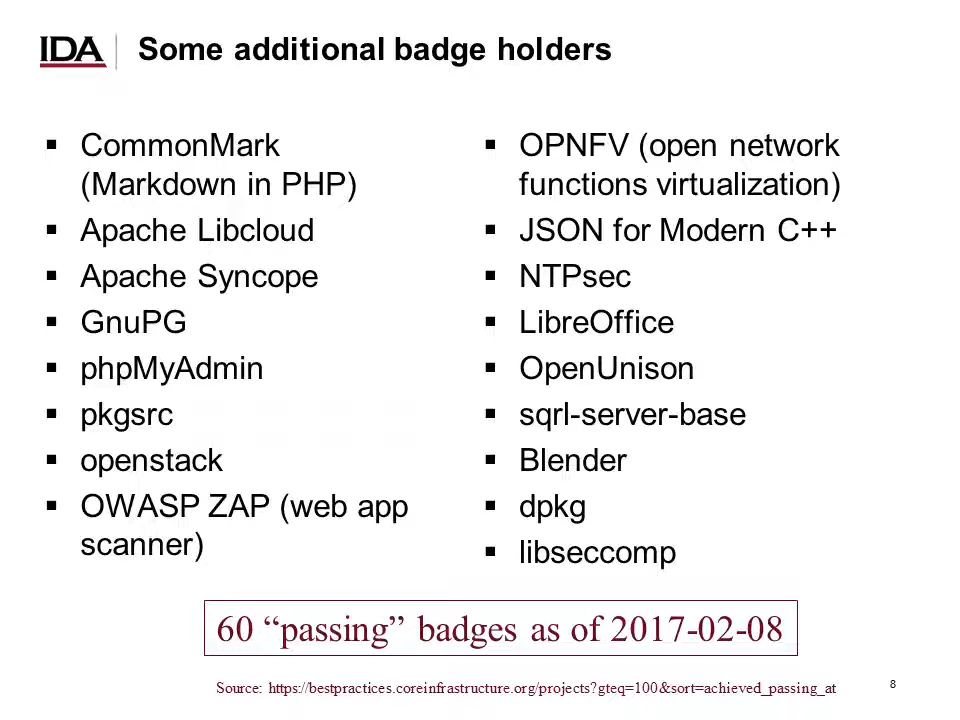 IDA
Some additional badge holders
▪ CommonMark
(Markdown in PHP)
▪ Apache Libcloud
▪ Apache Syncope
▪ GnuPG
▪ phpMyAdmin
▪ pkgsrc
▪ openstack
▪ OWASP ZAP (web app
scanner)
▪ OPNFV (open network
functions virtualization)
▪ JSON for Modern C++
▪ NTPsec
▪ LibreOffice
▪ OpenUnison
▪ sqrl-server-base
▪ Blender
▪ dpkg
▪ libseccomp
60 “passing” badges as of 2017-02-08
Source: https://bestpractices.coreinfrastructure.org/projects?gteq=100&sort=achieved_passing_at
8